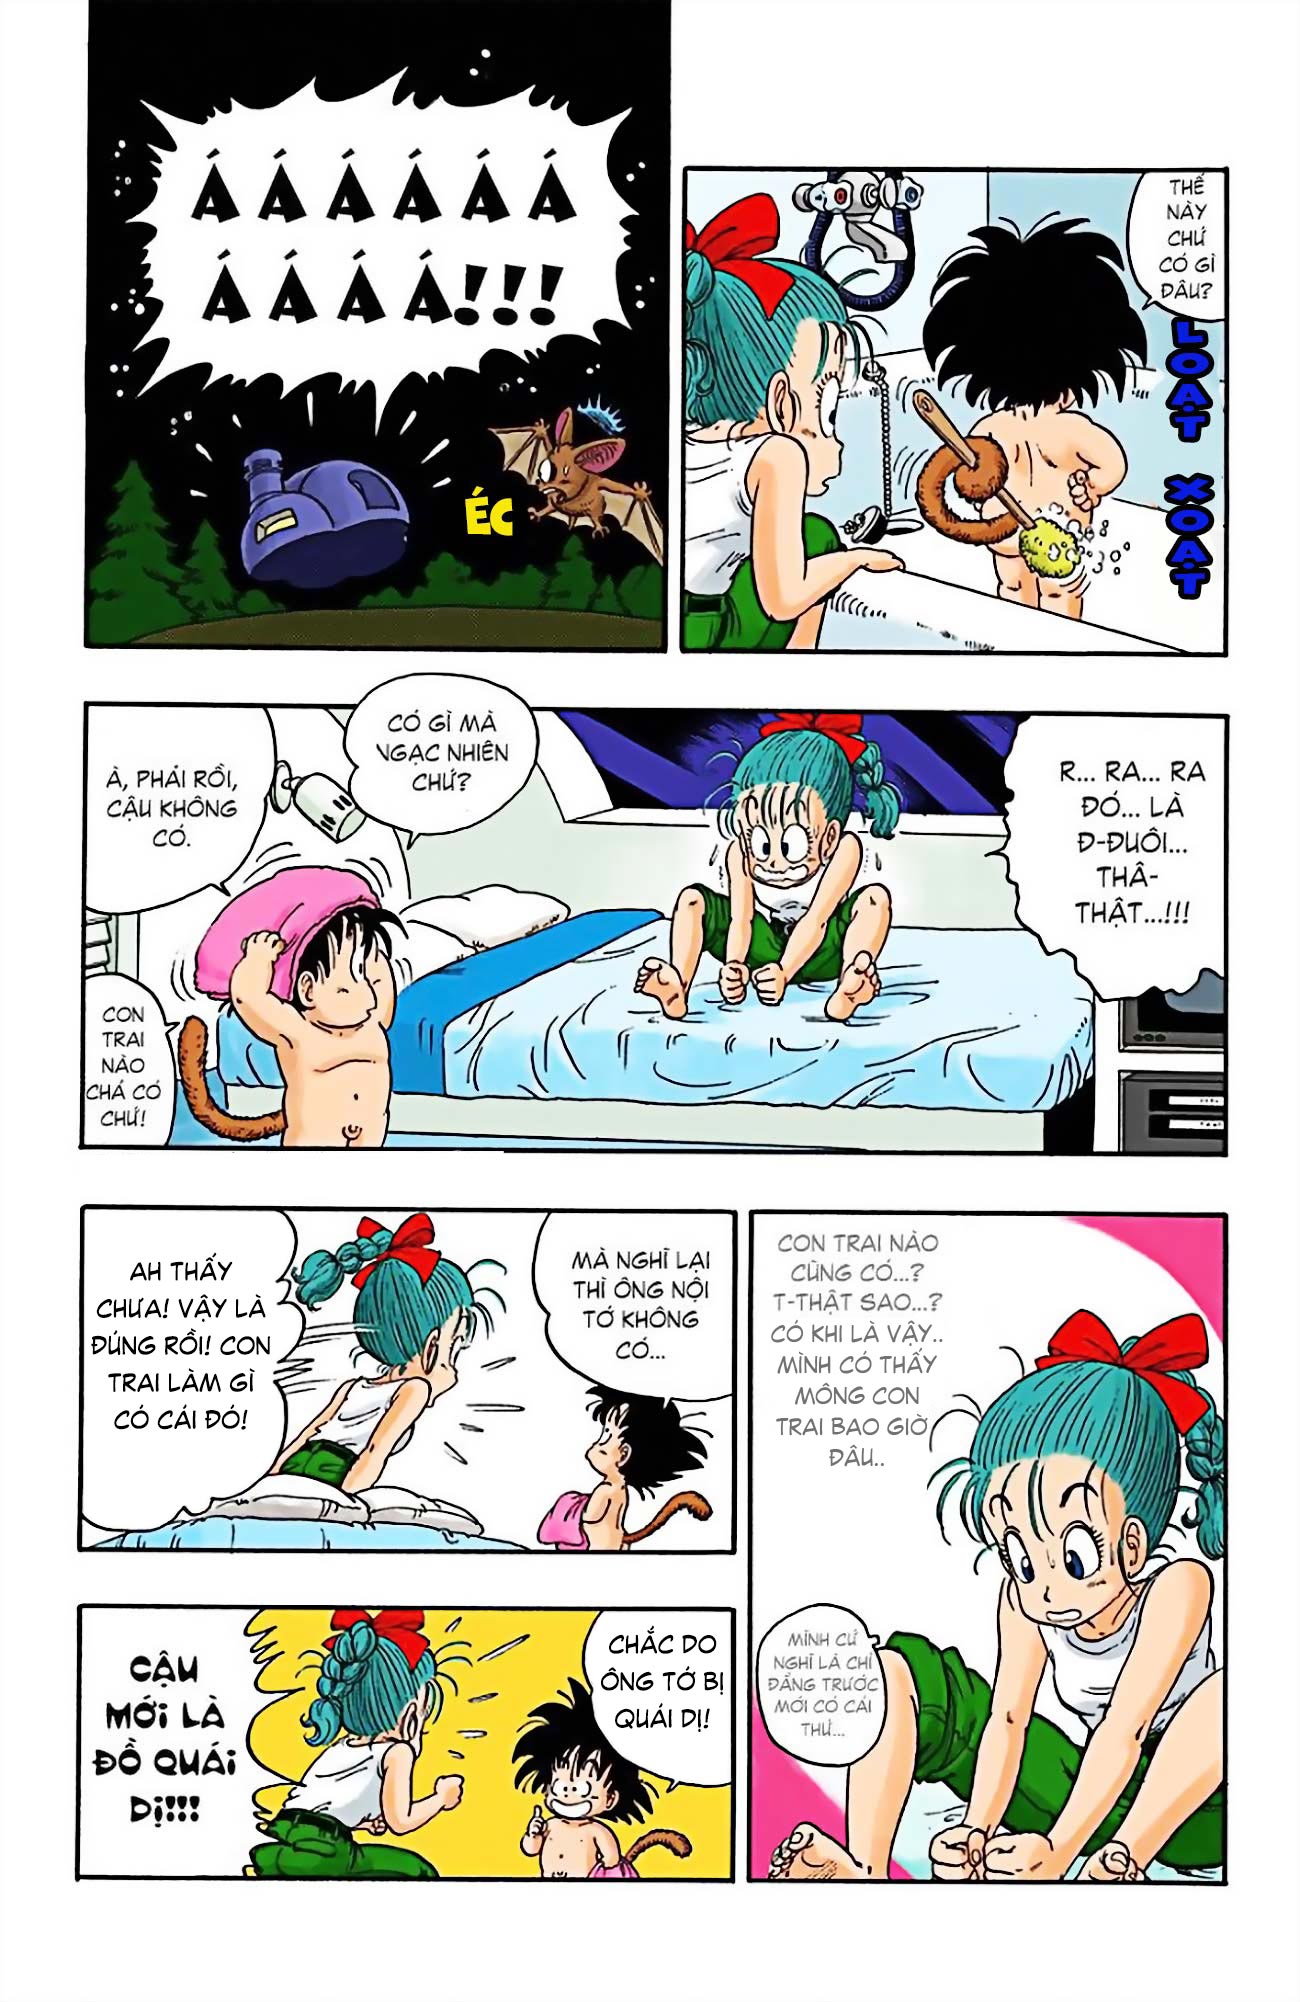 THẾ
NÀY
CHỨ
CÓ GÌ
ĐÂU?
LOẠT XOẠT
Á Á Á Á Á Á
Á Á Á Á!!!
ÉC
R... RA... RA
ĐÓ... LÀ
Đ-ĐUÔI...
THÂ-
THẬT...!!!
CÓ GÌ MÀ
NGẠC NHIÊN
CHỨ?
À, PHẢI RỒI,
CẬU KHÔNG
CÓ.
CON
TRAI
NÀO
CHẢ CÓ
CHỨ!
CON TRAI NÀO
CŨNG CÓ...?
T-THẬT SAO...?
CÓ KHI LÀ VẬY..
MÌNH CÓ THẤY
MÔNG CON
TRAI BAO GIỜ
ĐÂU..
MÌNH CỨ
NGHĨ LÀ CHỈ
ĐẰNG TRƯỚC
MỚI CÓ CÁI
THỨ...
MÀ NGHĨ LẠI
THÌ ÔNG NỘI
TỚ KHÔNG
CÓ...
AH THẤY
CHƯA! VẬY LÀ
ĐÚNG RỒI! CON
TRAI LÀM GÌ
CÓ CÁI ĐÓ!
CHẮC DO
ÔNG TỚ BỊ
QUÁI DỊ!
CẬU
MỚI LÀ
ĐỒ QUÁI
DỊ!!!